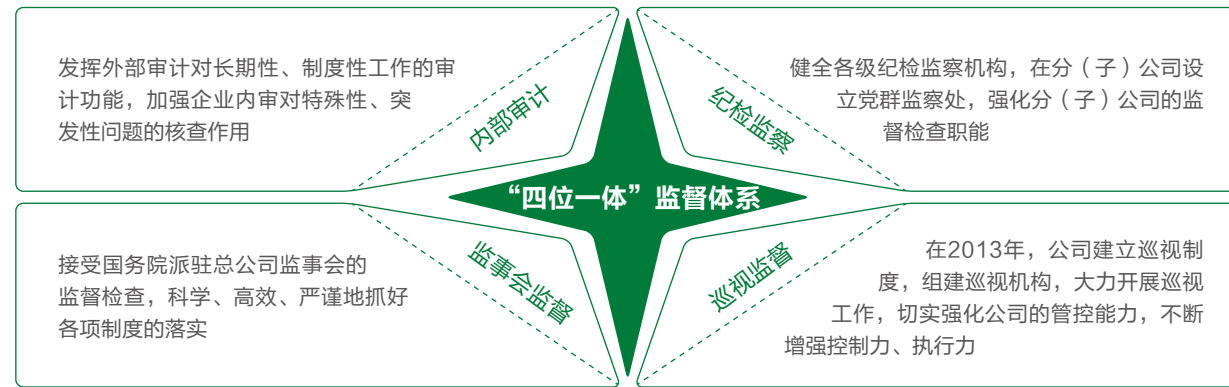 发挥外部审计对长期性、制度性工作的审
计功能，加强企业内审对特殊性、突
发性问题的核查作用
内部审计
纪检监察
健全各级纪检监察机构，在分（子）公司设
立党群监察处，强化分（子）公司的监
督检查职能
“四位一体”监督体系
接受国务院派驻总公司监事会的
监督检查，科学、高效、严谨地抓好
各项制度的落实
监事会监督
巡视监督
在2013年，公司建立巡视制
度，组建巡视机构，大力开展巡视
工作，切实强化公司的管控能力，不断
增强控制力、执行力